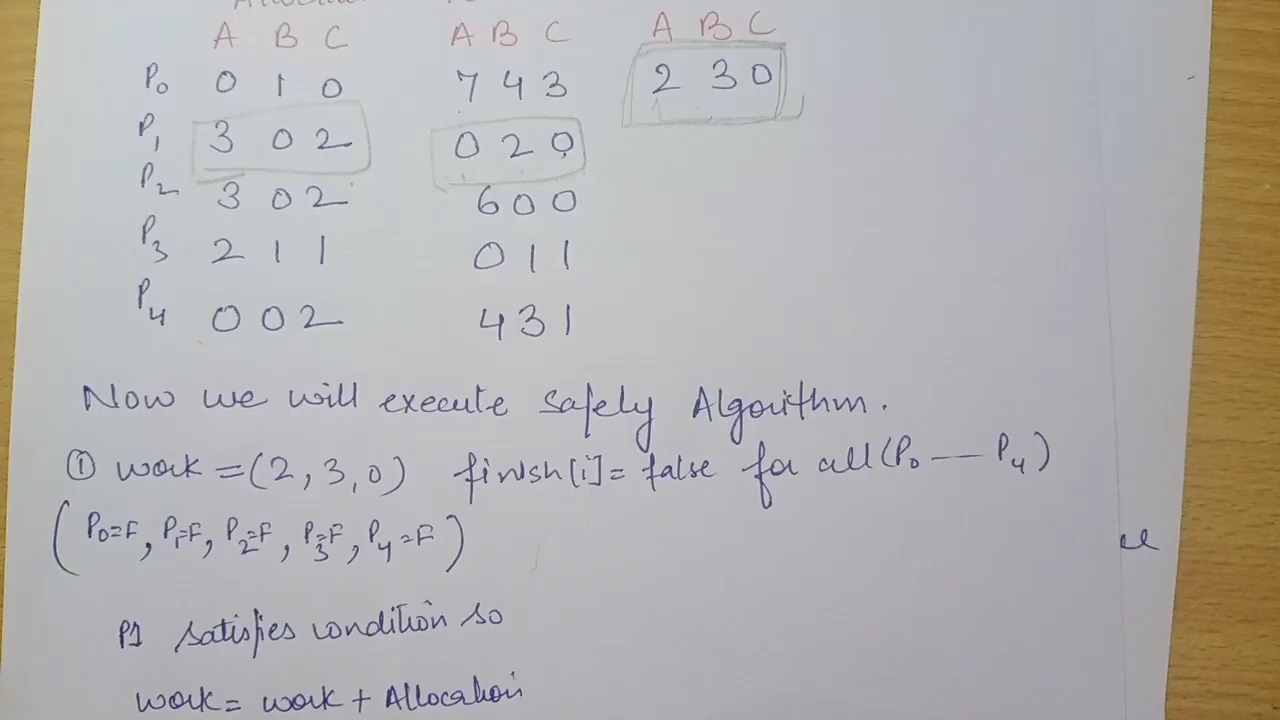 A B C A B C A B C
P0 0 1 0 7 4 3 2 3 0
P1 3 0 2 0 2 0
P2 3 0 2 6 0 0
P3 2 1 1 0 1 1
P4 0 0 2 4 3 1
Now we will execute Safely Algorithm.
① work = (2, 3, 0) finish[i] = false for all (P0 — P4)
(P0=F, P1=F, P2=F, P3=F, P4=F)
P1 satisfies condition so
work = work + Allocation